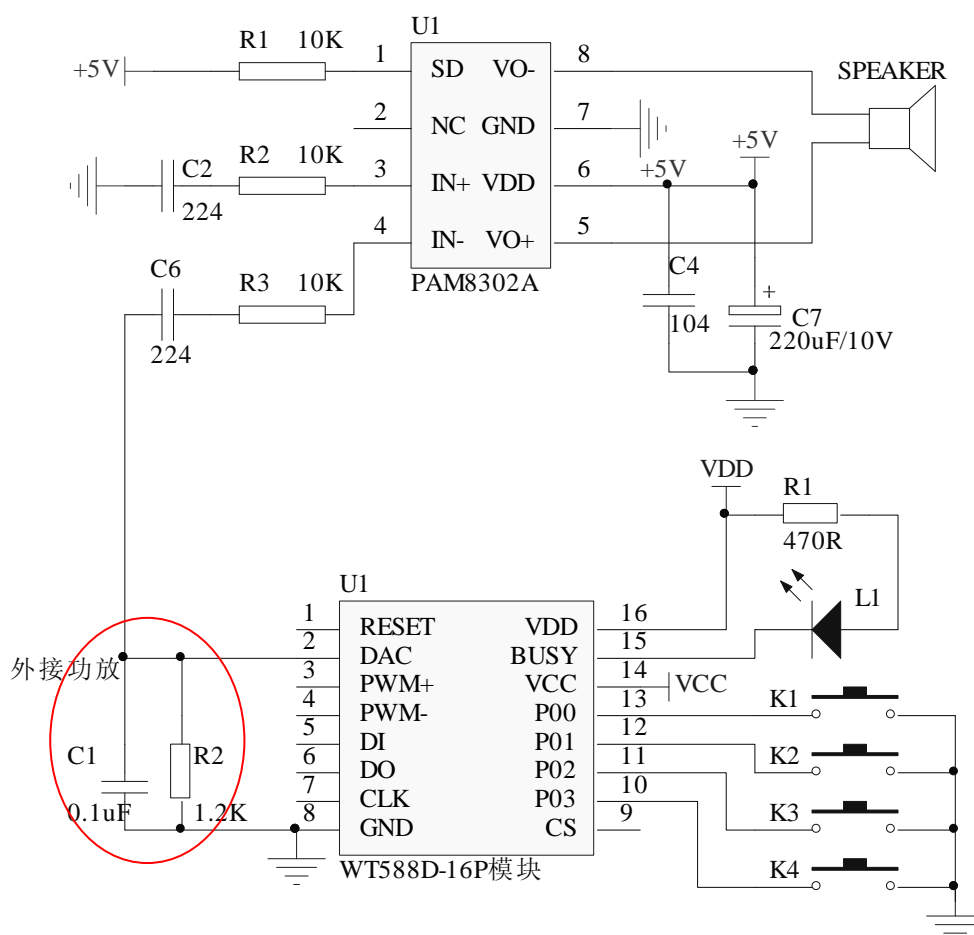 U1
R1 10K
1
SD VO-
8
+5V
SPEAKER
2
NC GND
7
C2
R2 10K
3
IN+ VDD
6
+5V
+5V
224
4
IN- VO+
5
C6
R3 10K
PAM8302A
C4
224
104
+
C7
220uF/10V
VDD
R1
470R
U1
L1
1
RESET VDD
16
2
DAC BUSY
15
外接功放
3
PWM+ VCC
14
VCC
4
PWM- P00
13
K1
5
DI P01
12
K2
C1
R2
6
DO P02
11
7
CLK P03
10
K3
0.1uF
1.2K
8
GND CS
9
K4
WT588D-16P模块